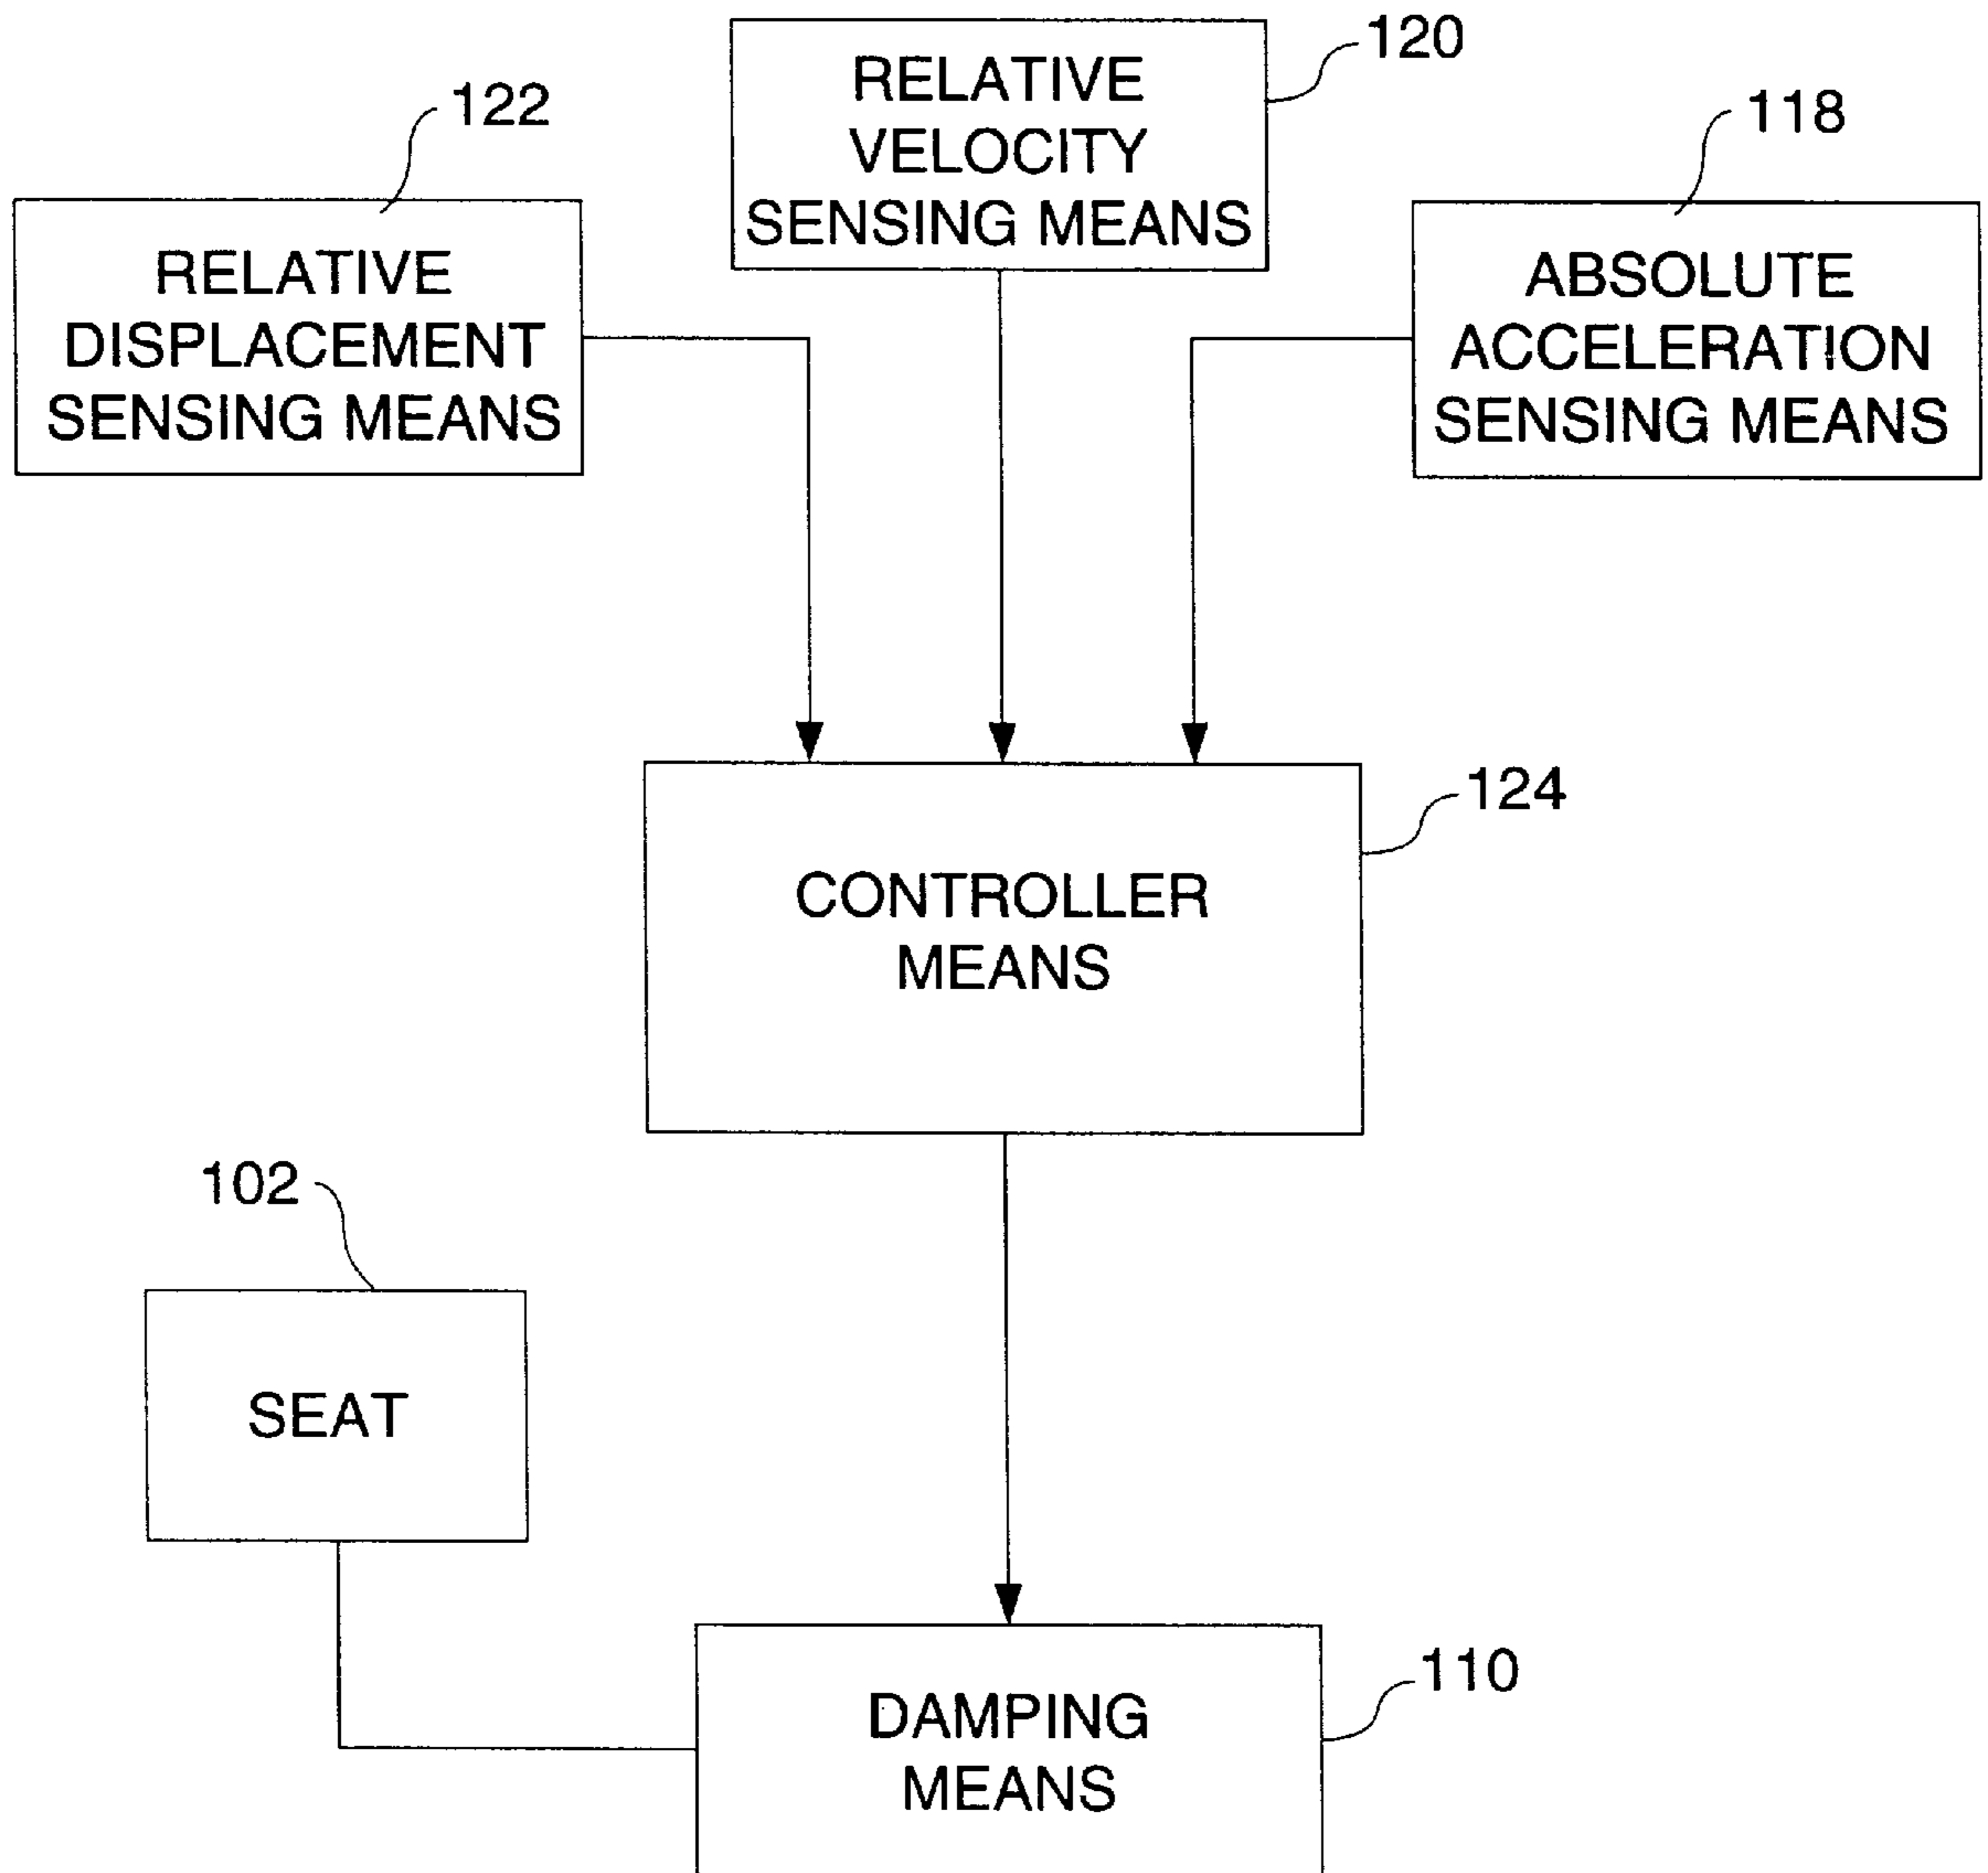 120
RELATIVE
VELOCITY
SENSING MEANS
122
118
RELATIVE
DISPLACEMENT
SENSING MEANS
ABSOLUTE
ACCELERATION
SENSING MEANS
124
CONTROLLER
MEANS
102
SEAT
110
DAMPING
MEANS